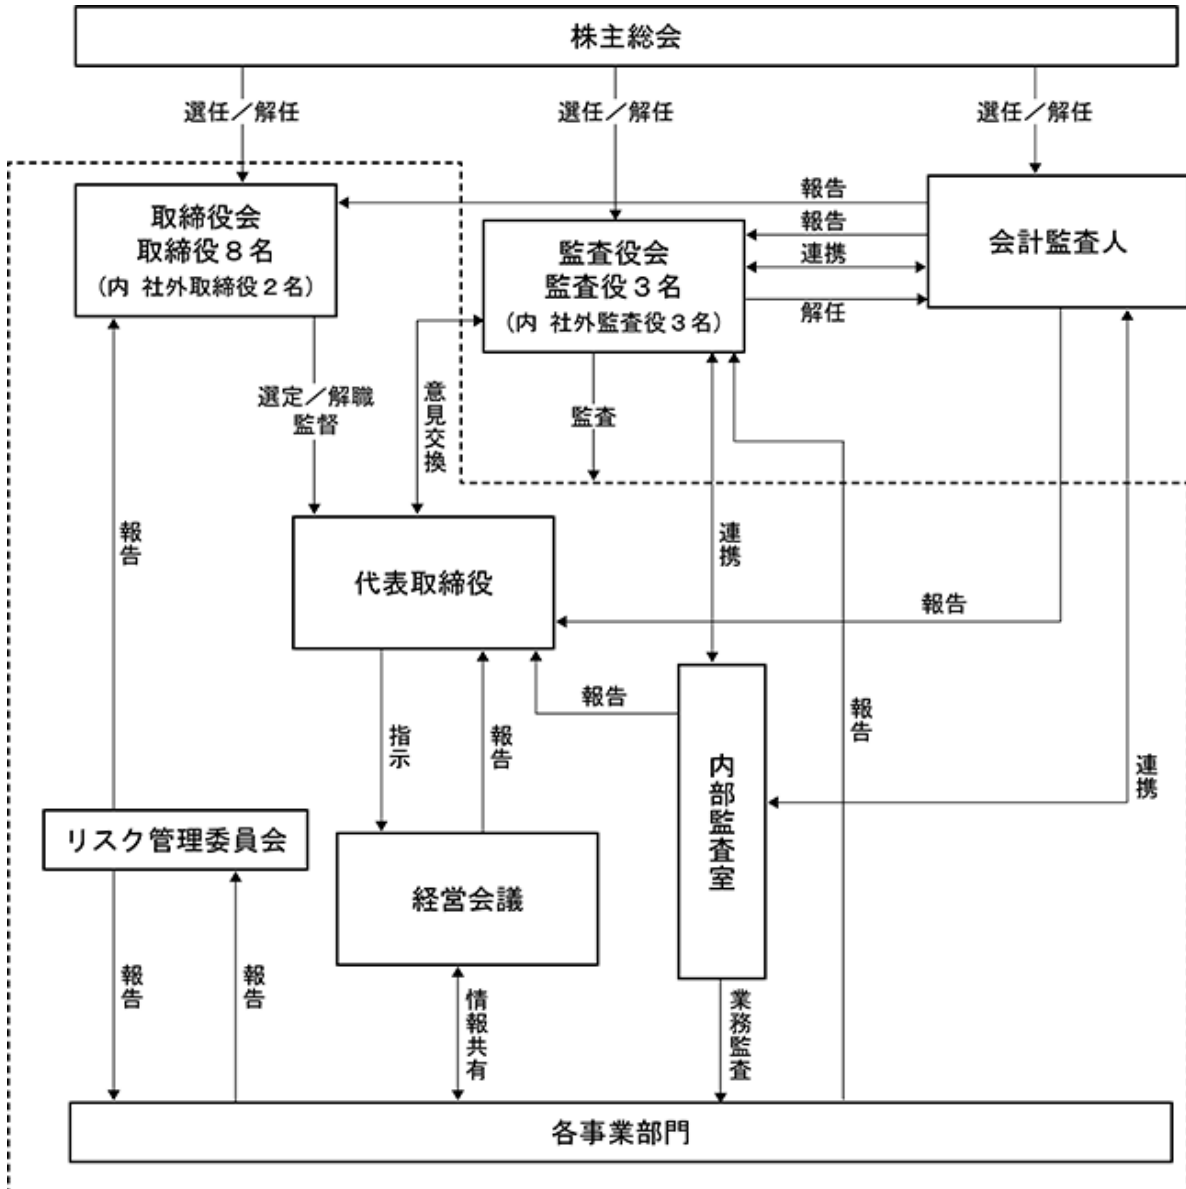 株主総会
選任／解任
選任／解任
選任／解任
取締役会
取締役８名
（内 社外取締役２名）
監査役会
監査役３名
（内 社外監査役３名）
会計監査人
報告
報告
連携
解任
選定／解職
監督
意見交換
監査
報告
連携
代表取締役
報告
報告
指示
報告
報告
連携
内部監査室
リスク管理委員会
経営会議
報告
報告
情報共有
業務監査
各事業部門